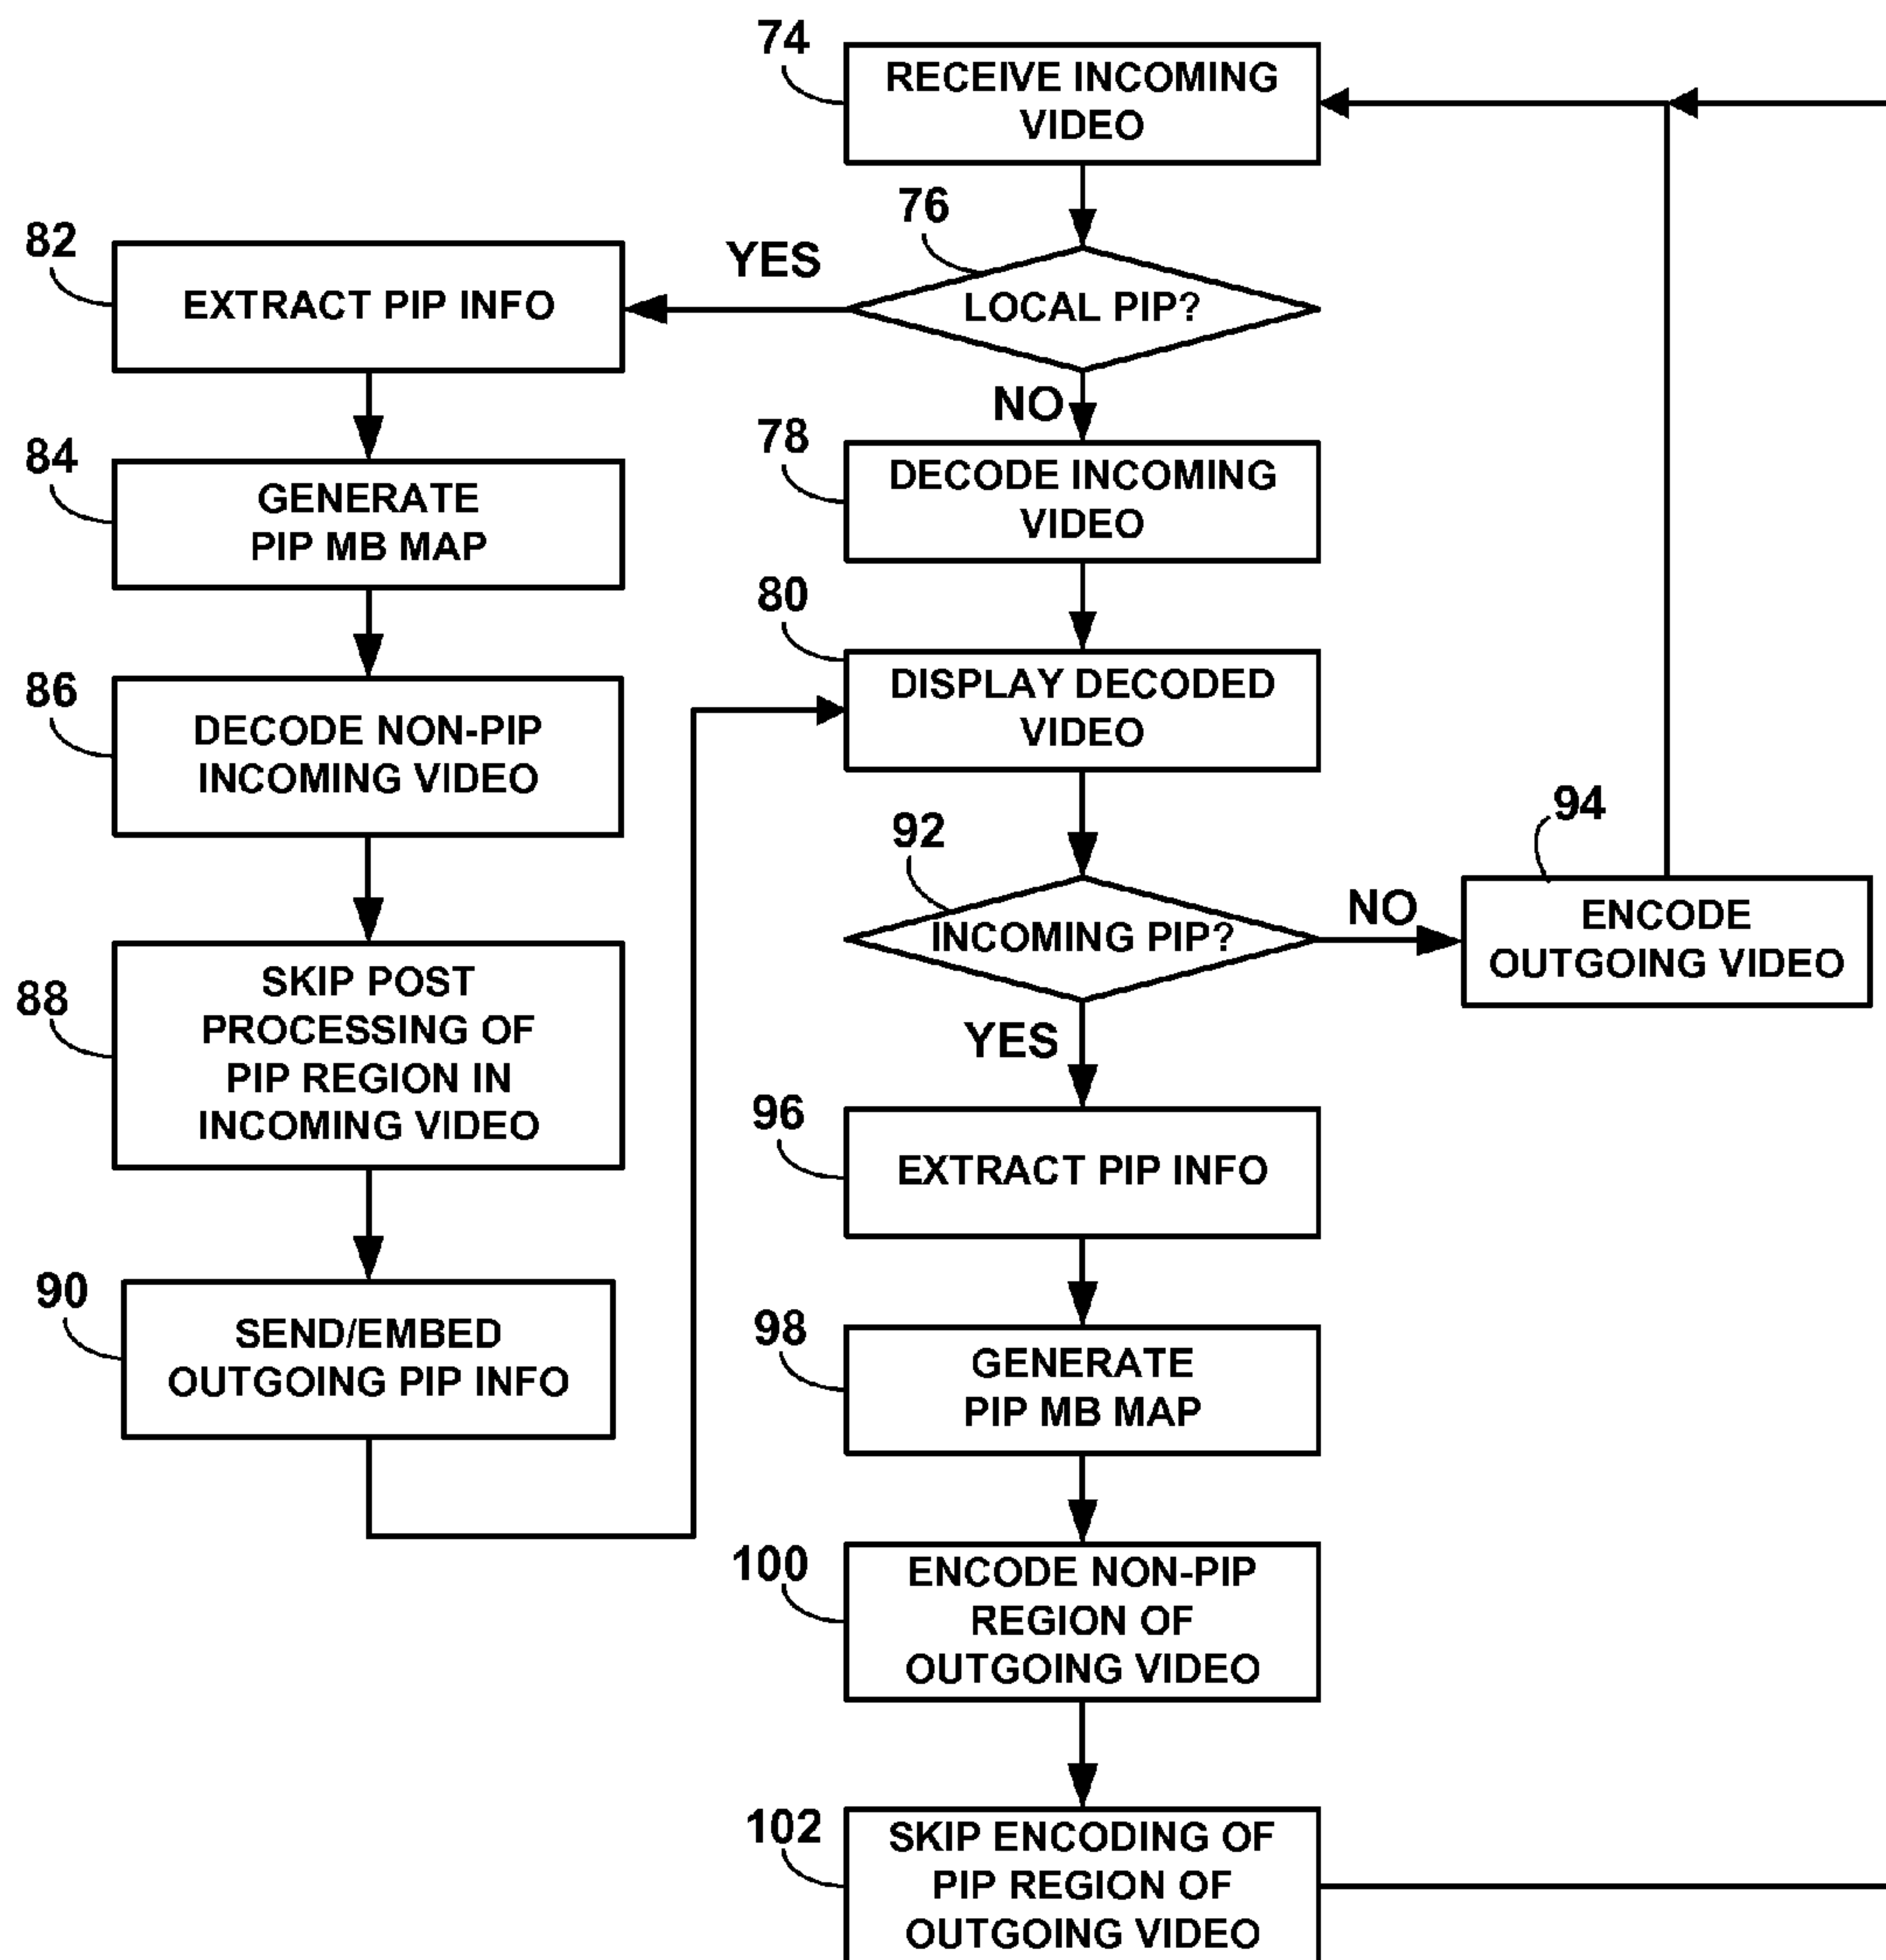 74
RECEIVE INCOMING
VIDEO
76
LOCAL PIP?
YES
NO
82
EXTRACT PIP INFO
84
GENERATE
PIP MB MAP
86
DECODE NON-PIP
INCOMING VIDEO
88
SKIP POST
PROCESSING OF
PIP REGION IN
INCOMING VIDEO
90
SEND/EMBED
OUTGOING PIP INFO
78
DECODE INCOMING
VIDEO
80
DISPLAY DECODED
VIDEO
92
INCOMING PIP?
NO
YES
94
ENCODE
OUTGOING VIDEO
96
EXTRACT PIP INFO
98
GENERATE
PIP MB MAP
100
ENCODE NON-PIP
REGION OF
OUTGOING VIDEO
102
SKIP ENCODING OF
PIP REGION OF
OUTGOING VIDEO